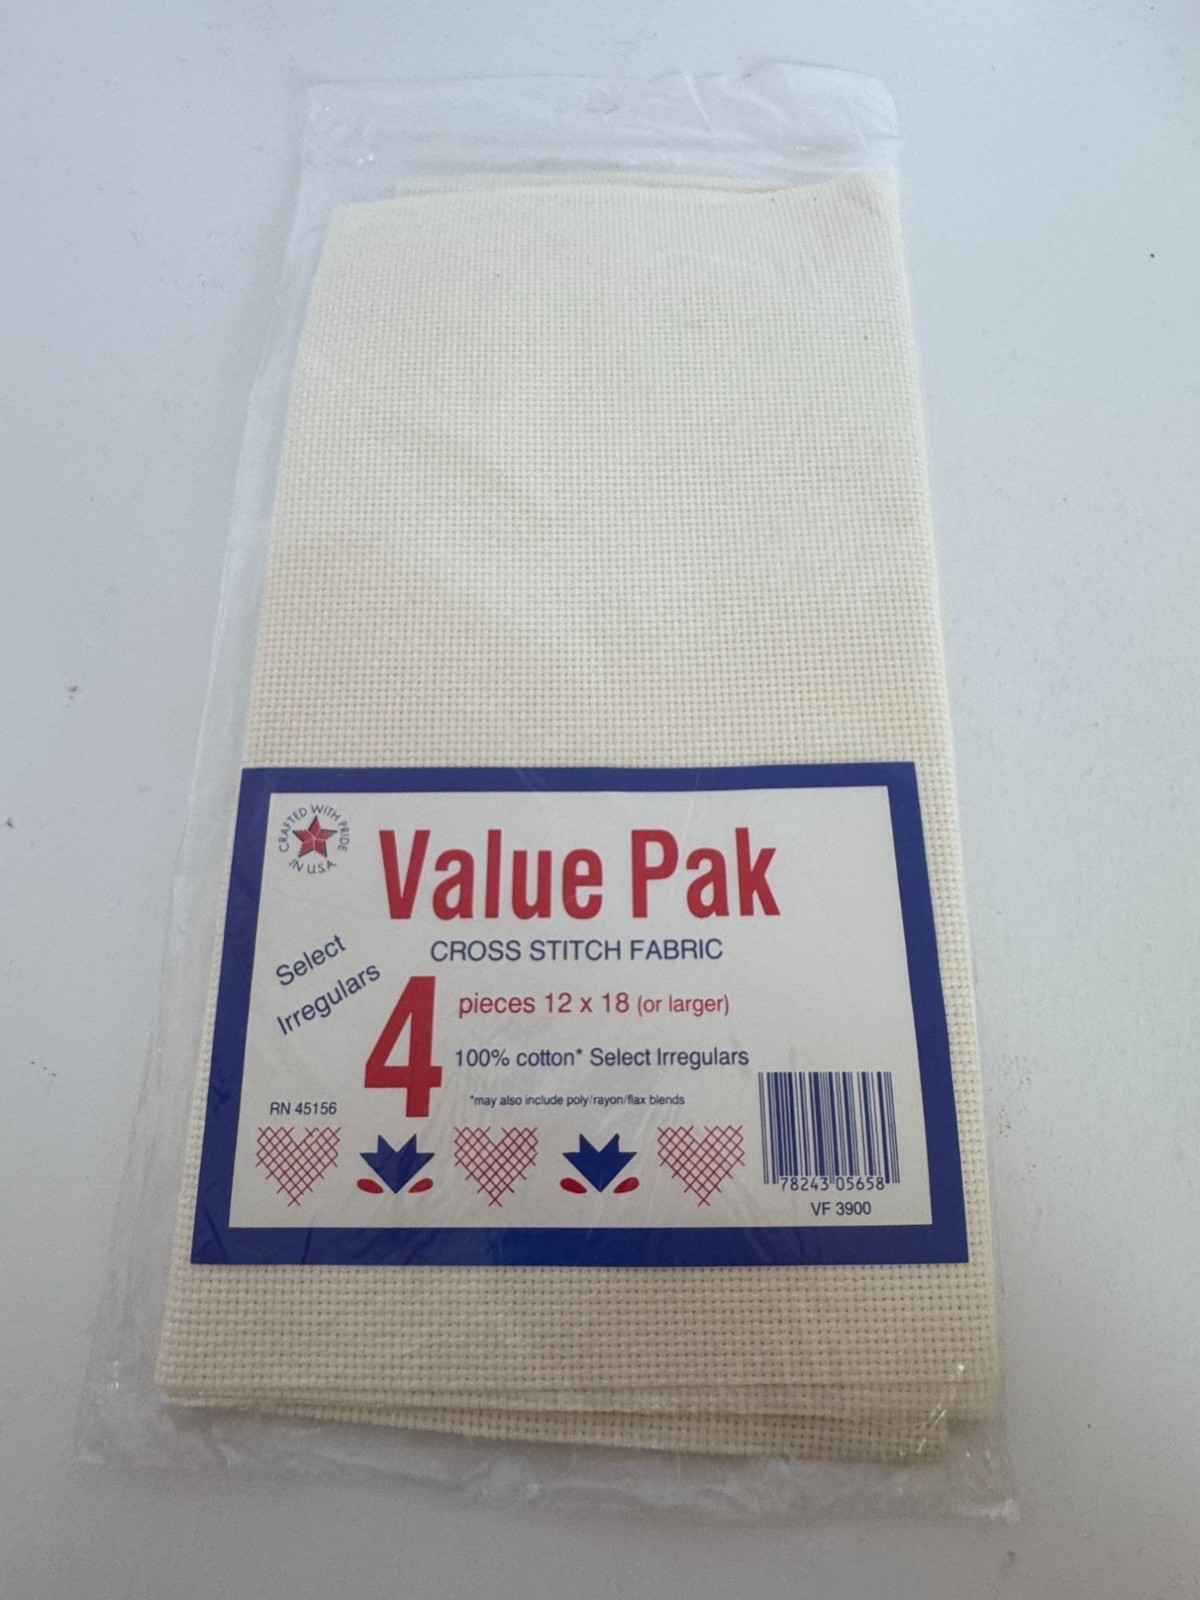 CRAFTED WITH PRIDE
IN U.S.A.
Value Pak
CROSS STITCH FABRIC
Select
Irregulars
4
pieces 12 x 18 (or larger)
100% cotton* Select Irregulars
*may also include poly/rayon/flax blends
RN 45156
78243 05658
VF 3900